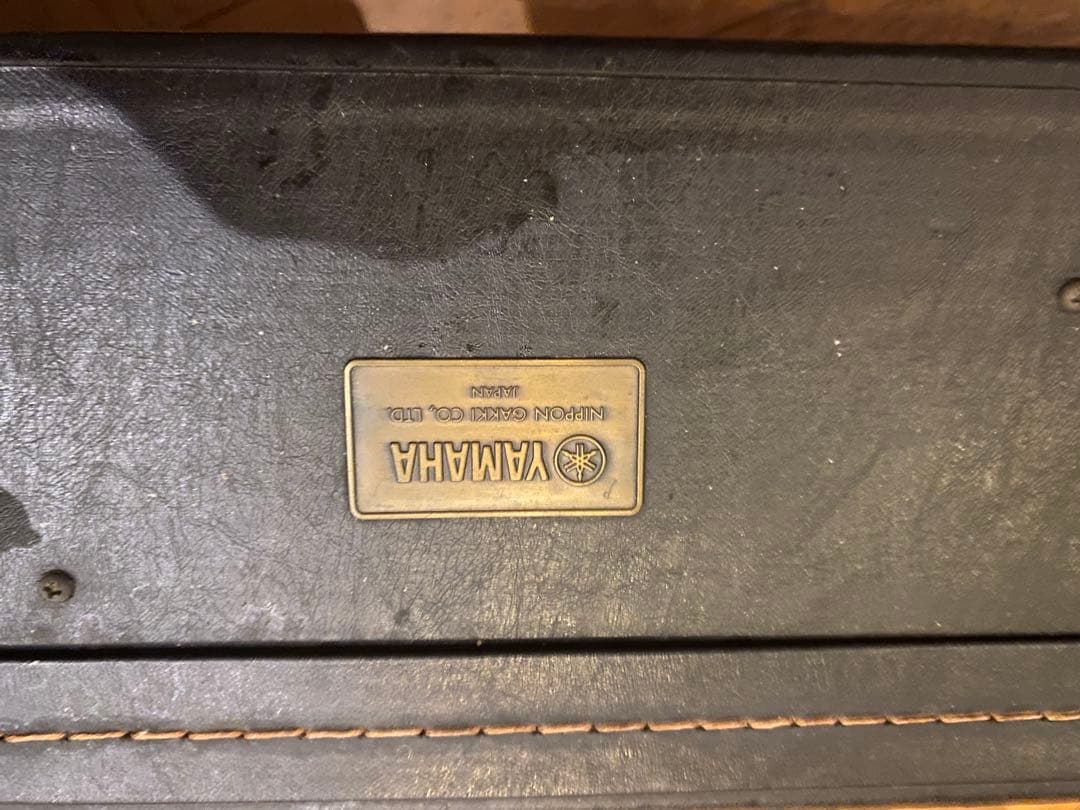 YAMAHA
NIPPON GAKKI CO., LTD.
JAPAN